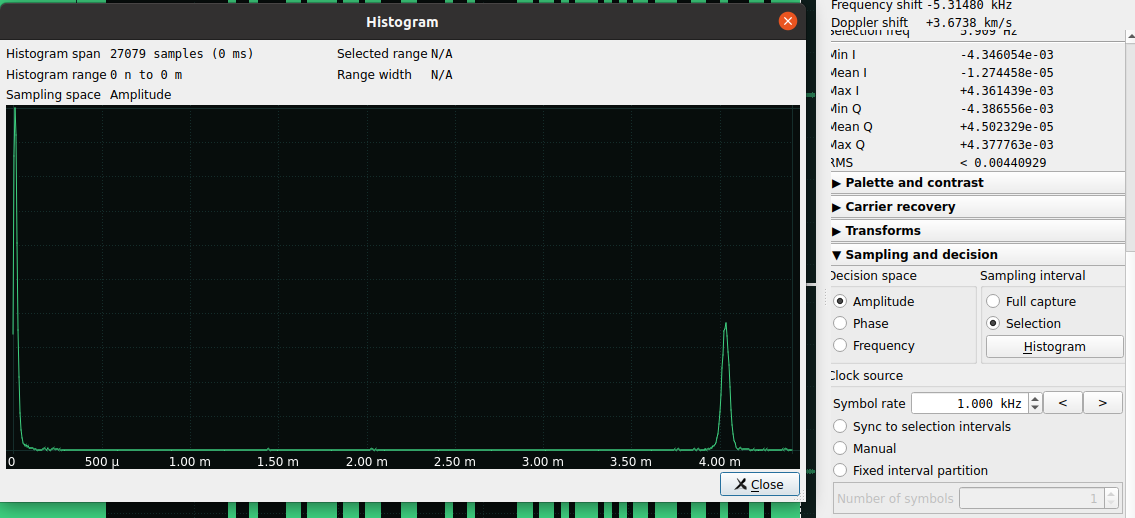 Histogram
Histogram span 27079 samples (0 ms) Selected range N/A
Histogram range 0 n to 0 m Range width N/A
Sampling space Amplitude
0 500 µ 1.00 m 1.50 m 2.00 m 2.50 m 3.00 m 3.50 m 4.00 m
Close
Frequency shift -5.31480 kHz
Doppler shift +3.6738 km/s
Selection freq 5.909 Hz
Min I -4.346054e-03
Mean I -1.274458e-05
Max I +4.361439e-03
Min Q -4.386556e-03
Mean Q +4.502329e-05
Max Q +4.377763e-03
RMS < 0.00440929
▶ Palette and contrast
▶ Carrier recovery
▶ Transforms
▼ Sampling and decision
Decision space Sampling interval
Amplitude Full capture
Phase Selection
Frequency Histogram
Clock source
Symbol rate 1.000 kHz < >
Sync to selection intervals
Manual
Fixed interval partition
Number of symbols 1